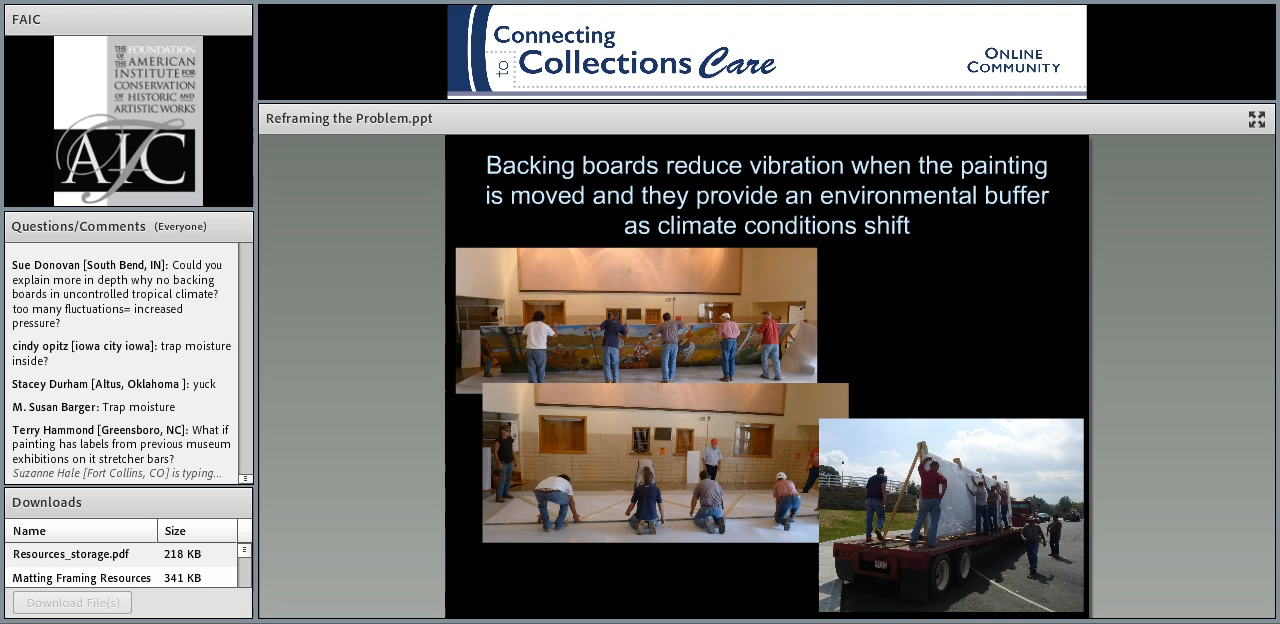 FAIC
THE FOUNDATION
OF THE AMERICAN
INSTITUTE FOR
CONSERVATION
OF HISTORIC AND
ARTISTIC WORKS
AIC
Questions/Comments (Everyone)
Sue Donovan [South Bend, IN]: Could you
explain more in depth why no backing
boards in uncontrolled tropical climate?
too many fluctuations= increased
pressure?
cindy opitz [iowa city iowa]: trap moisture
inside?
Stacey Durham [Altus, Oklahoma ]: yuck
M. Susan Barger: Trap moisture
Terry Hammond [Greensboro, NC]: What if
painting has labels from previous museum
exhibitions on it stretcher bars?
Suzanne Hale [Fort Collins, CO] is typing...
Downloads
Name Size
Resources_storage.pdf 218 KB
Matting Framing Resources 341 KB
Download File(s)
Connecting
to Collections Care
ONLINE
COMMUNITY
Reframing the Problem.ppt
Backing boards reduce vibration when the painting
is moved and they provide an environmental buffer
as climate conditions shift